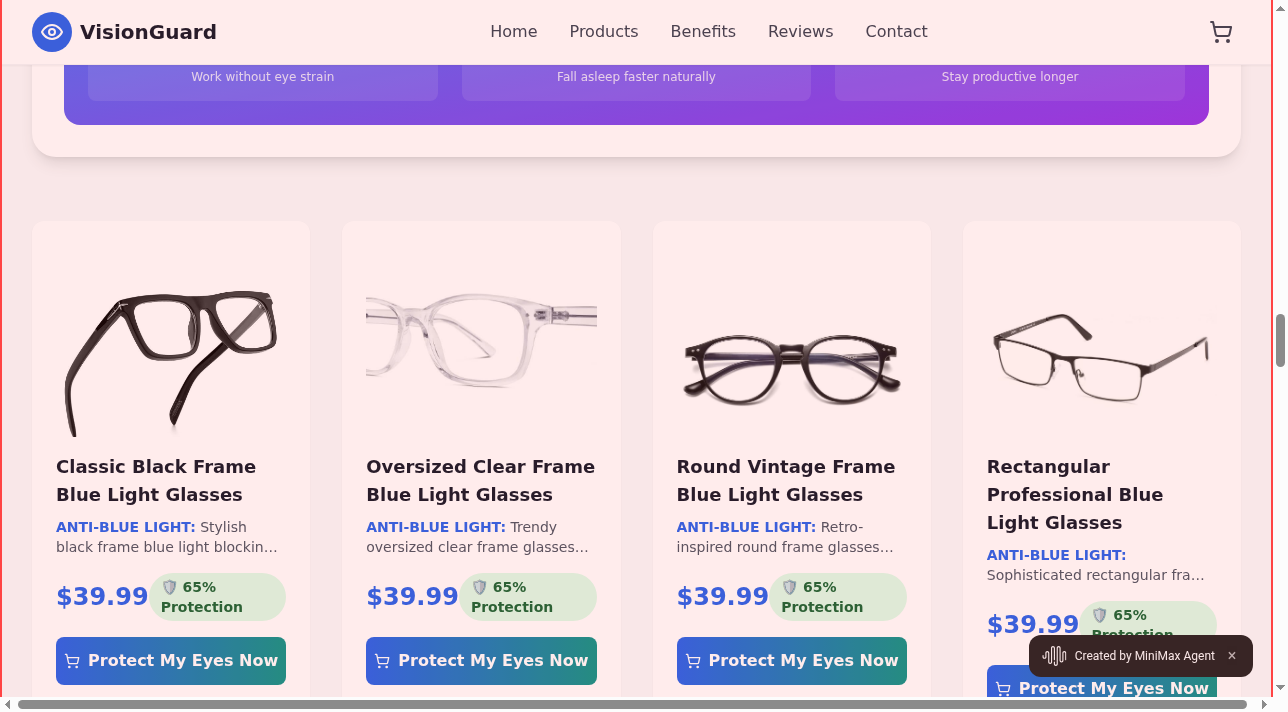 VisionGuard
Home
Products
Benefits
Reviews
Contact
Work without eye strain
Fall asleep faster naturally
Stay productive longer
Classic Black Frame
Blue Light Glasses
ANTI-BLUE LIGHT: Stylish
black frame blue light blockin...
$39.99
🛡️ 65%
Protection
Protect My Eyes Now
Oversized Clear Frame
Blue Light Glasses
ANTI-BLUE LIGHT: Trendy
oversized clear frame glasses...
$39.99
🛡️ 65%
Protection
Protect My Eyes Now
Round Vintage Frame
Blue Light Glasses
ANTI-BLUE LIGHT: Retro-
inspired round frame glasses...
$39.99
🛡️ 65%
Protection
Protect My Eyes Now
Rectangular
Professional Blue
Light Glasses
ANTI-BLUE LIGHT:
Sophisticated rectangular fra...
$39.99
🛡️ 65%
Protection
Protect My Eyes Now
Created by MiniMax Agent ×